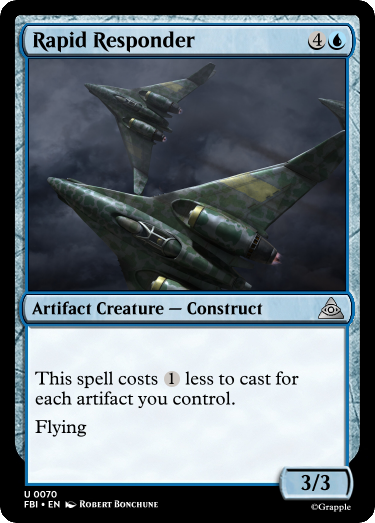 Rapid Responder 4
Artifact Creature — Construct
This spell costs 1 less to cast for
each artifact you control.
Flying
3/3
U 0070
FBI • EN Robert Bonchune
©Grapple